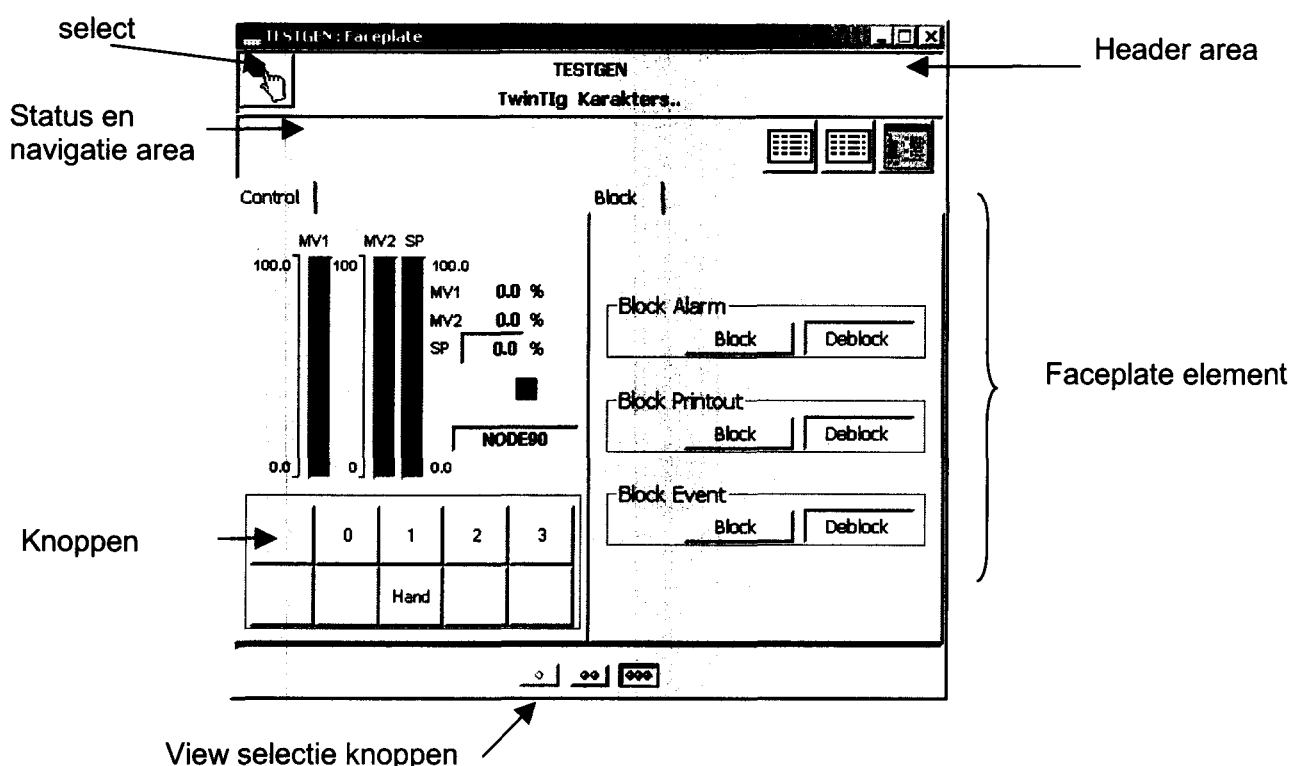 select
TESTGEN : Faceplate
Header area
TESTGEN
TwinTIg Karakters..
Status en
navigatie area
Control
Block
MV1 MV2 SP
100.0 100 100.0
MV1 0.0 %
MV2 0.0 %
SP 0.0 %
NODE90
0.0 0 0.0
Block Alarm
Block Deblock
Block Printout
Block Deblock
Block Event
Block Deblock
Faceplate element
Knoppen
0 1 2 3
Hand
View selectie knoppen